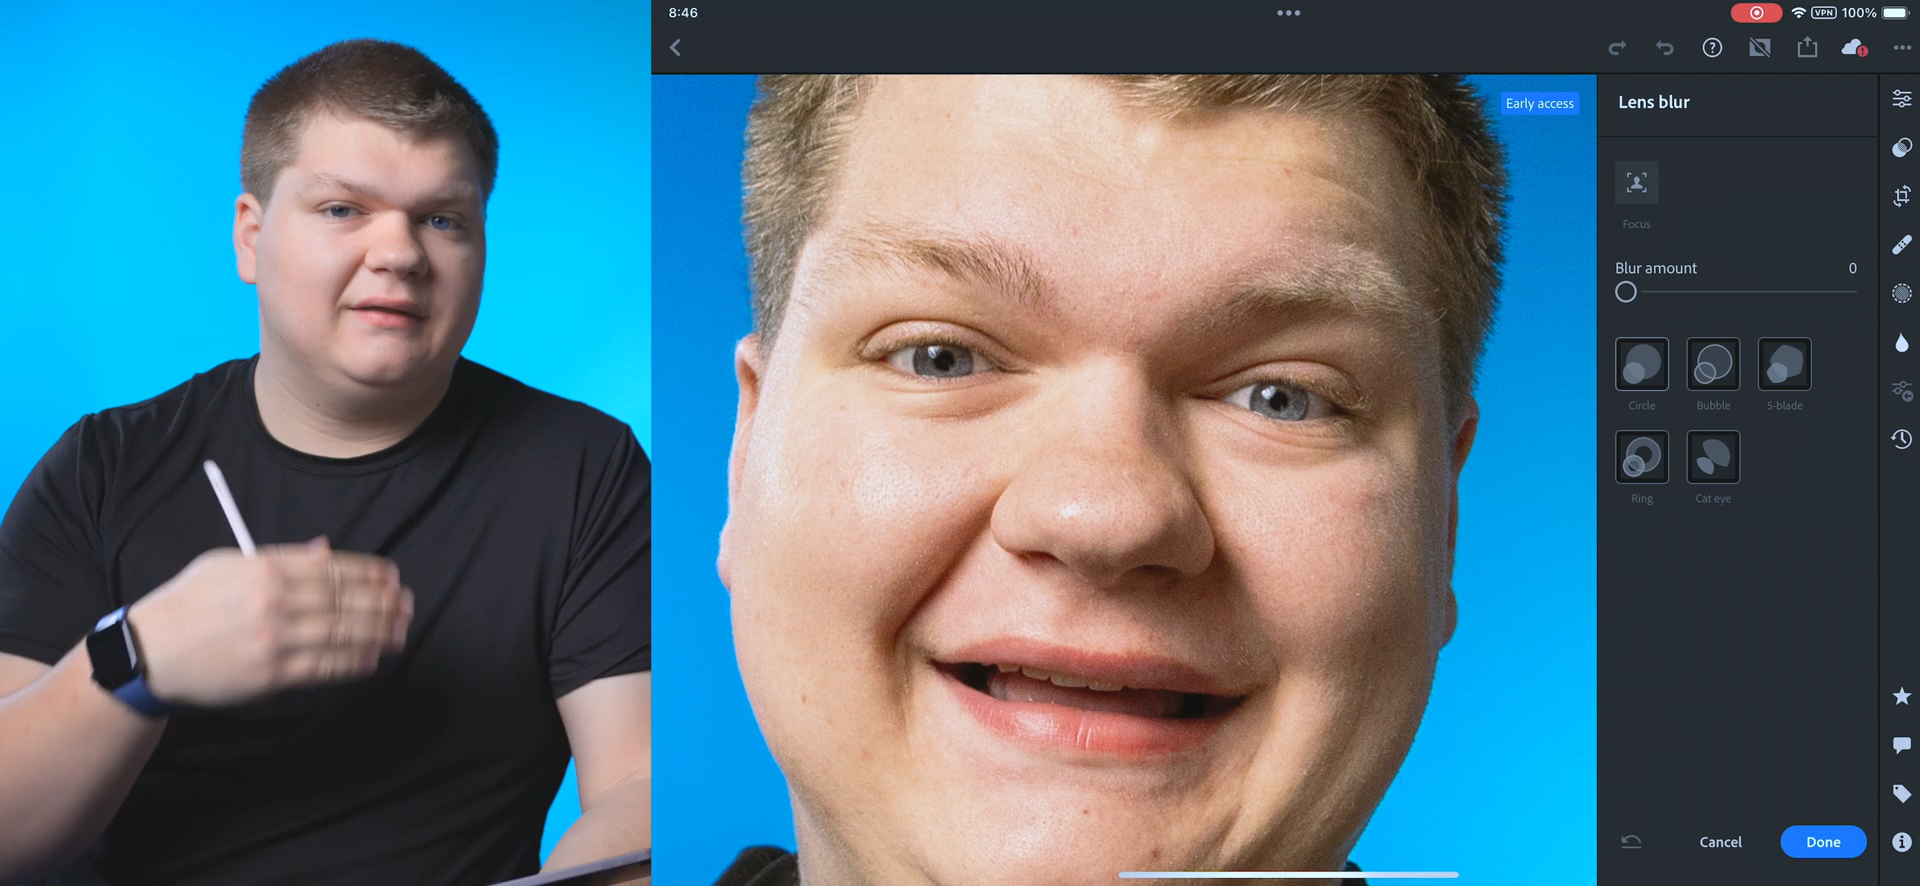 8:46
VPN
100%
Early access
Lens blur
Focus
Blur amount
0
Circle
Bubble
5-blade
Ring
Cat eye
Cancel
Done